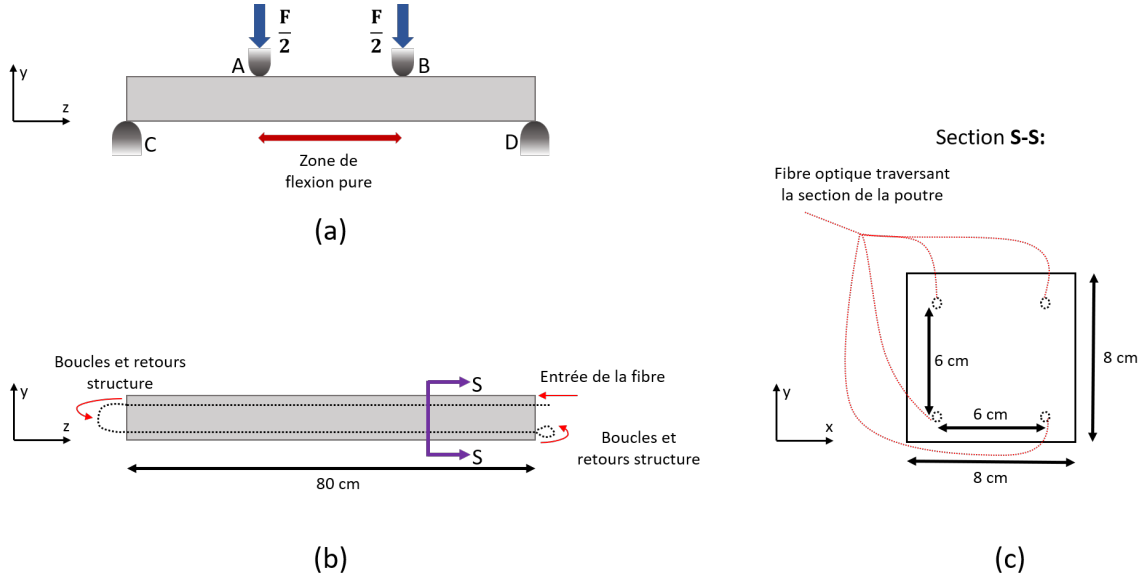 F
2
F
2
A
B
y
z
C
D
Zone de
flexion pure
(a)
Section S-S:
Fibre optique traversant
la section de la poutre
6 cm
6 cm
8 cm
8 cm
y
x
(c)
Boucles et retours
structure
S
Entrée de la fibre
y
z
S
Boucles et
retours structure
80 cm
(b)